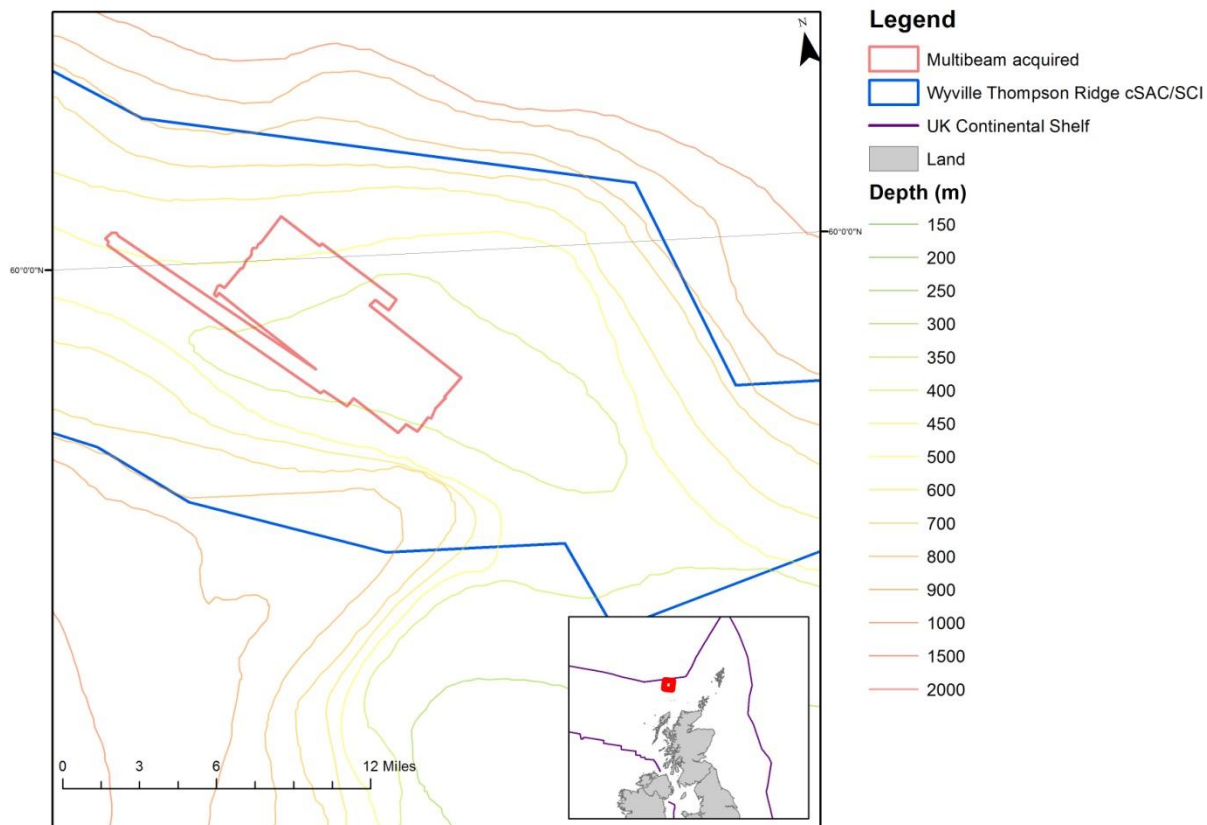 N
60°0'0"N
60°0'0"N
0 3 6 12 Miles
Legend
Multibeam acquired
Wyville Thompson Ridge cSAC/SCI
UK Continental Shelf
Land
Depth (m)
150
200
250
300
350
400
450
500
600
700
800
900
1000
1500
2000